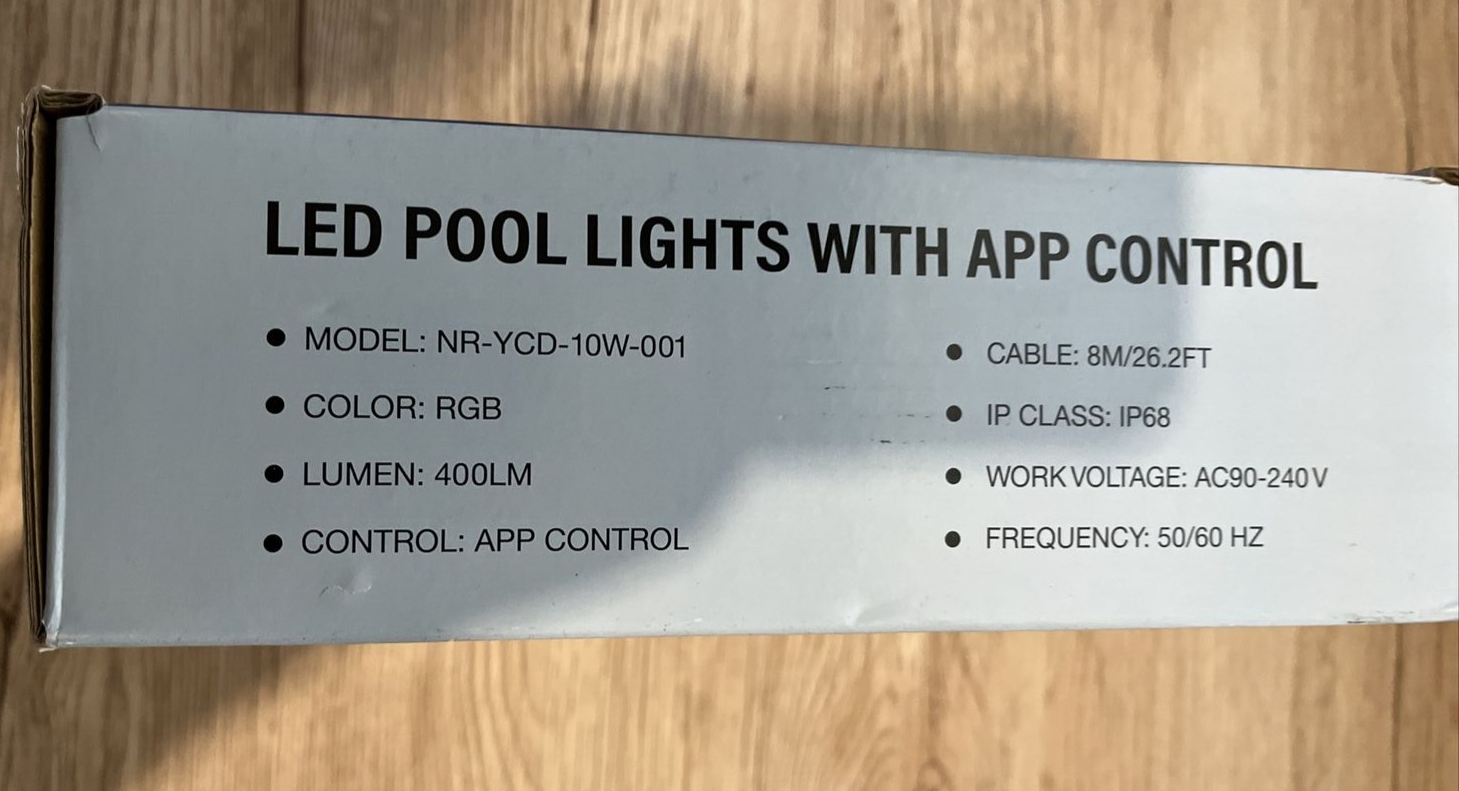 LED POOL LIGHTS WITH APP CONTROL
● MODEL: NR-YCD-10W-001
● COLOR: RGB
● LUMEN: 400LM
● CONTROL: APP CONTROL
● CABLE: 8M/26.2FT
● IP CLASS: IP68
● WORK VOLTAGE: AC90-240V
● FREQUENCY: 50/60 HZ